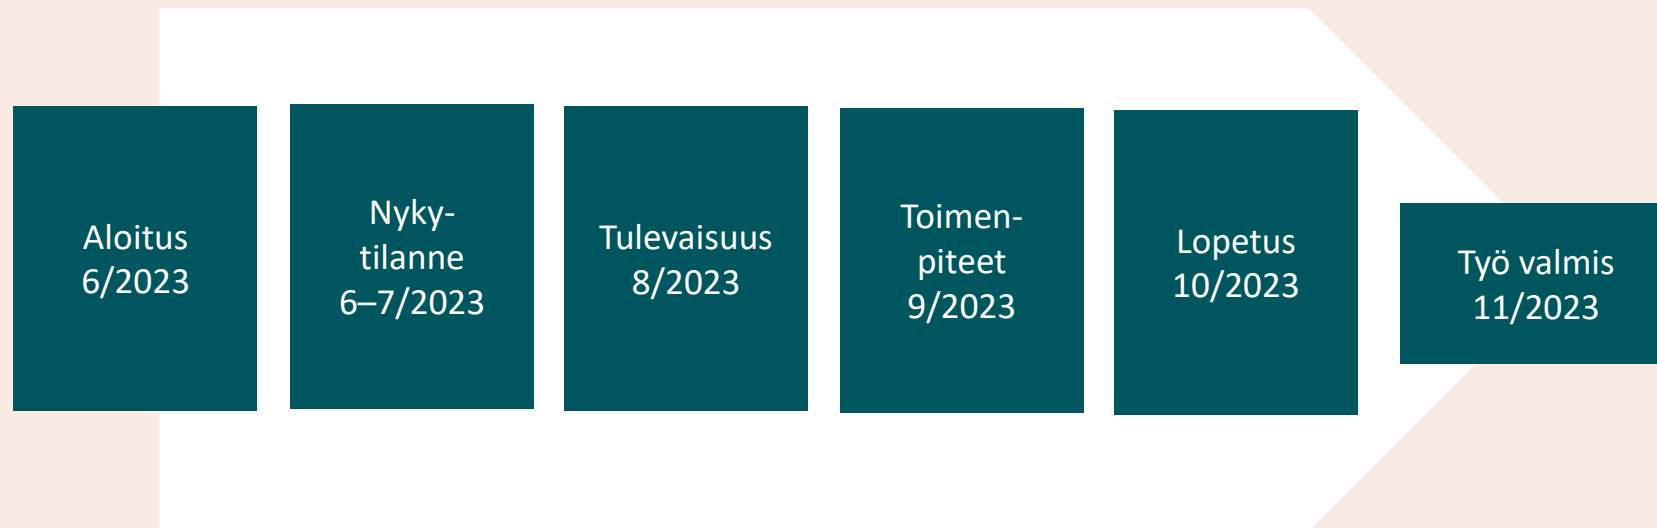 Aloitus
6/2023
Nyky-
tilanne
6–7/2023
Tulevaisuus
8/2023
Toimen-
piteet
9/2023
Lopetus
10/2023
Työ valmis
11/2023